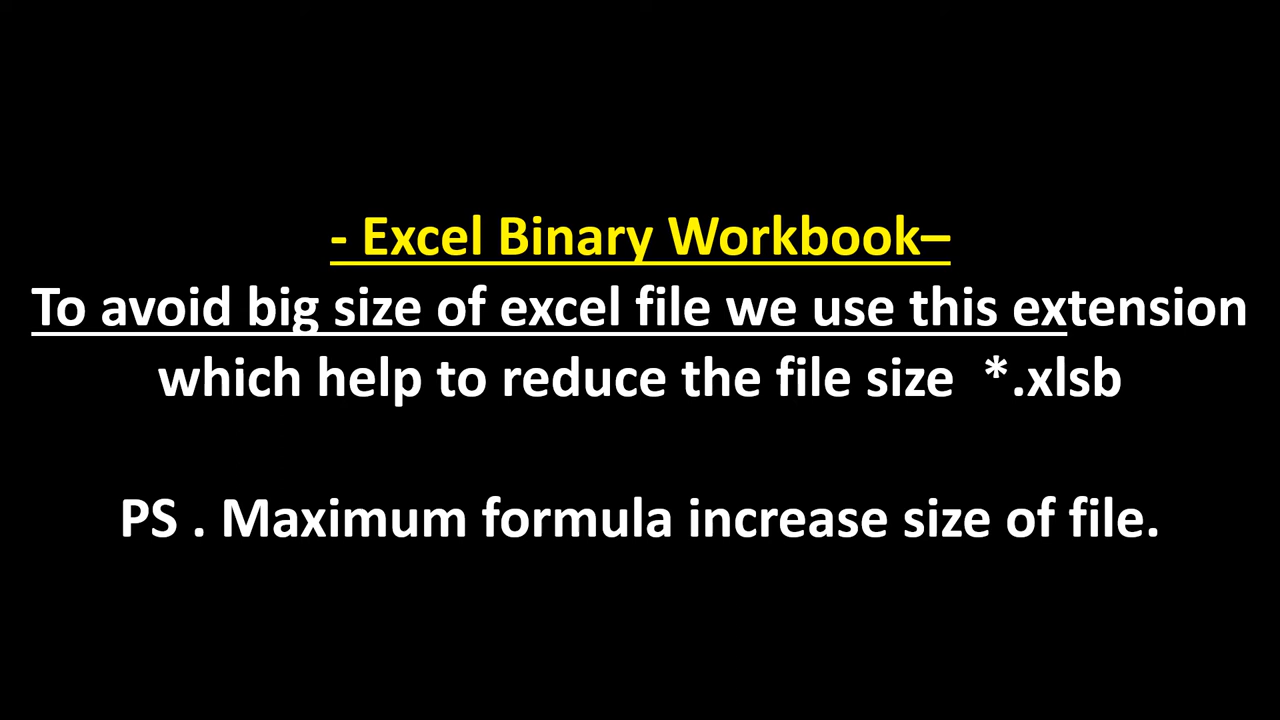 - Excel Binary Workbook–
To avoid big size of excel file we use this extension
which help to reduce the file size  *.xlsb
PS . Maximum formula increase size of file.